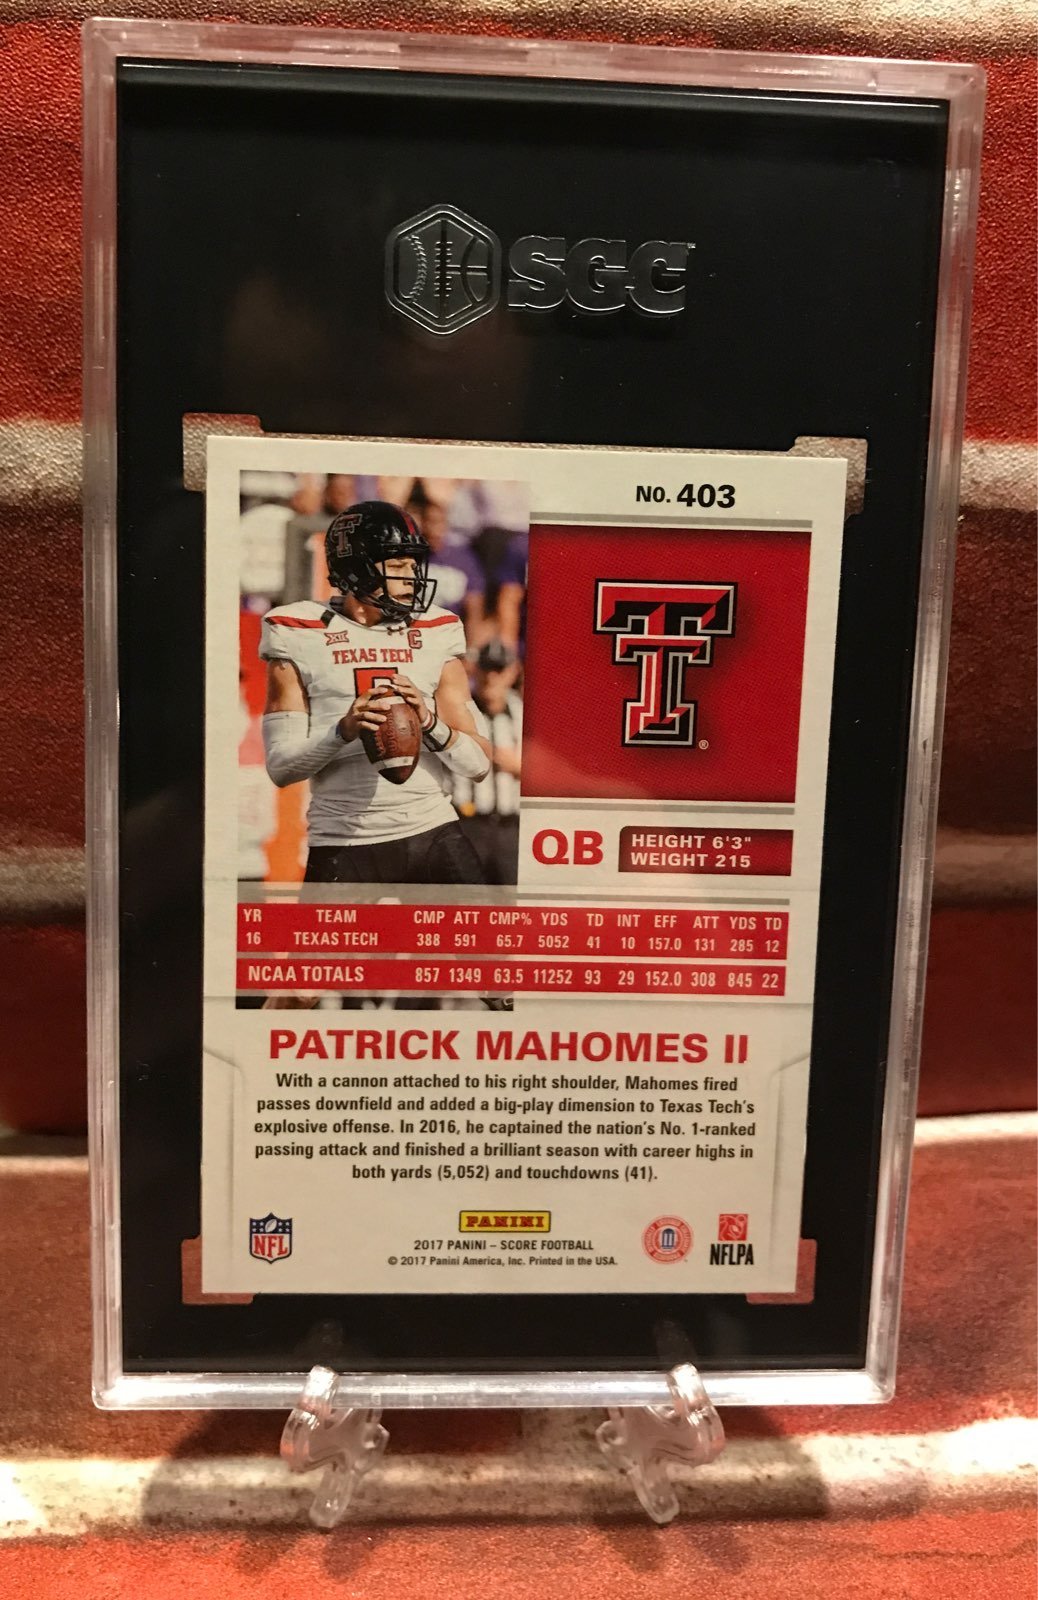 SGC™
NO. 403
TEXAS TECH
C
®
QB
HEIGHT 6'3"
WEIGHT 215
YR TEAM CMP ATT CMP% YDS TD INT EFF ATT YDS TD
16 TEXAS TECH 388 591 65.7 5052 41 10 157.0 131 285 12
NCAA TOTALS 857 1349 63.5 11252 93 29 152.0 308 845 22
PATRICK MAHOMES II
With a cannon attached to his right shoulder, Mahomes fired
passes downfield and added a big-play dimension to Texas Tech's
explosive offense. In 2016, he captained the nation's No. 1-ranked
passing attack and finished a brilliant season with career highs in
both yards (5,052) and touchdowns (41).
NFL
PANINI
2017 PANINI – SCORE FOOTBALL
© 2017 Panini America, Inc. Printed in the USA.
NFLPA